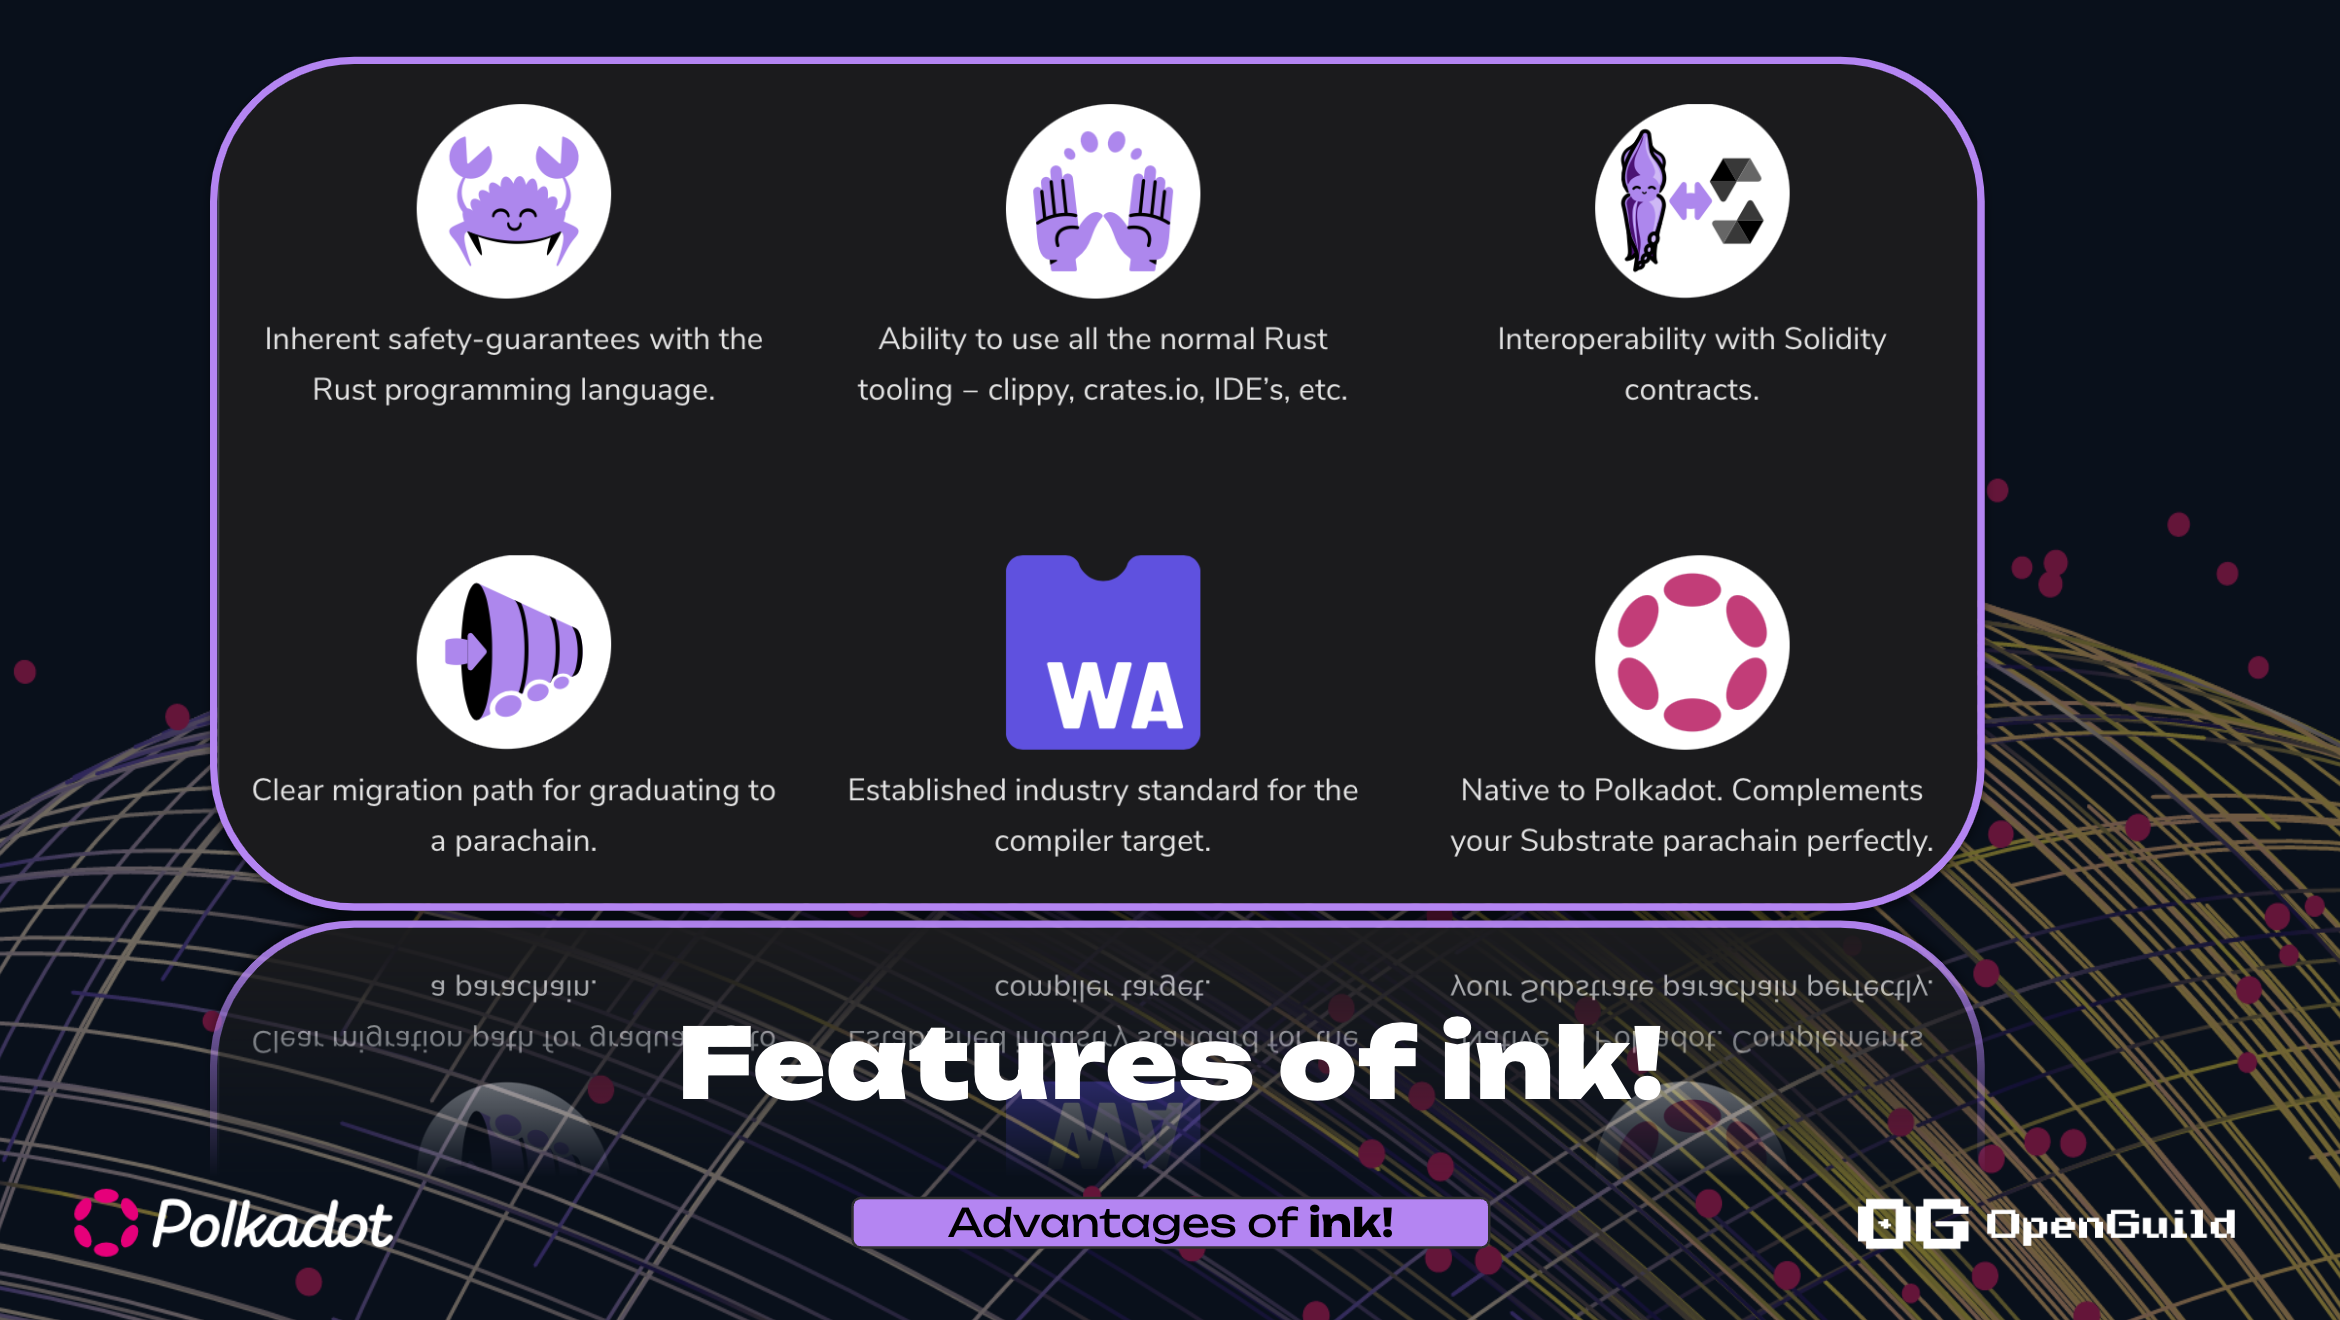 Inherent safety-guarantees with the
Rust programming language.
Ability to use all the normal Rust
tooling – clippy, crates.io, IDE’s, etc.
Interoperability with Solidity
contracts.
Clear migration path for graduating to
a parachain.
WA
Established industry standard for the
compiler target.
Native to Polkadot. Complements
your Substrate parachain perfectly.
Features of ink!
Polkadot
Advantages of ink!
OG OpenGuild